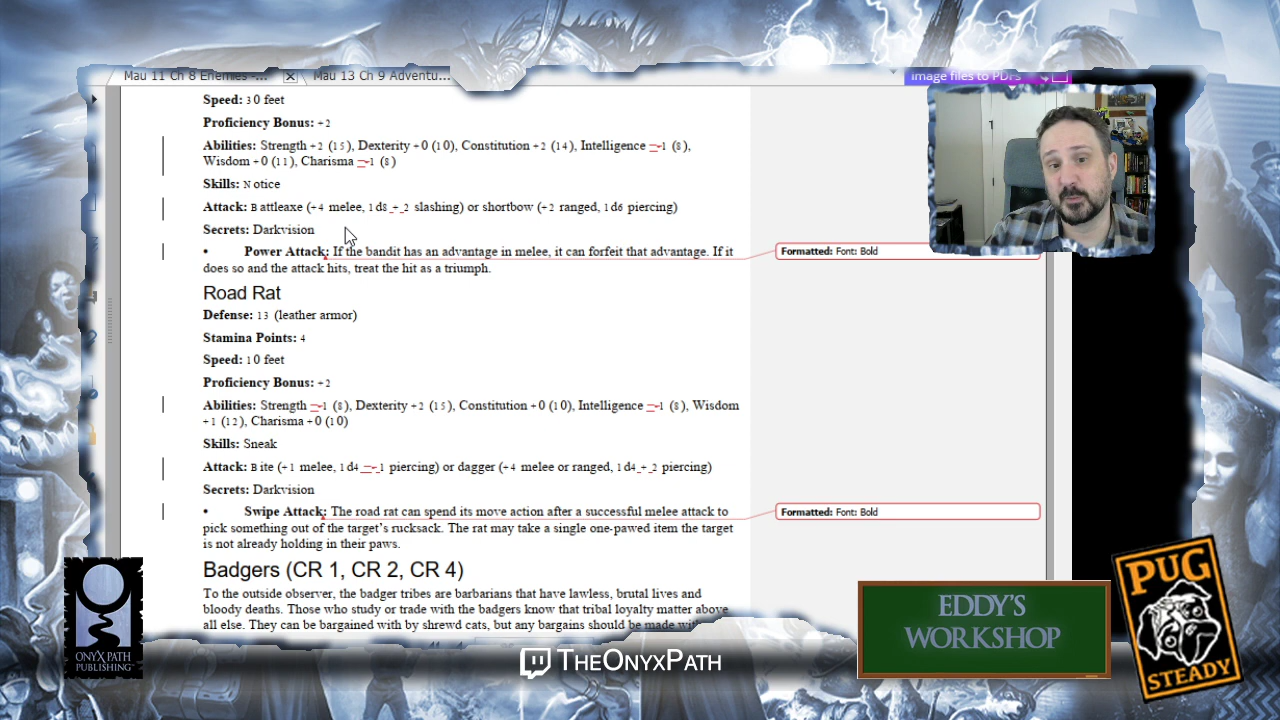 Mau 11 Ch 8 Enemies -...
Mau 13 Ch 9 Adventu...
image files to PDFs
Speed: 30 feet
Proficiency Bonus: +2
Abilities: Strength +2 (15), Dexterity +0 (10), Constitution +2 (14), Intelligence –-1 (8),
Wisdom +0 (11), Charisma –-1 (8)
Skills: Notice
Attack: Battleaxe (+4 melee, 1d8 + 2 slashing) or shortbow (+2 ranged, 1d6 piercing)
Secrets: Darkvision
• Power Attack: If the bandit has an advantage in melee, it can forfeit that advantage. If it
does so and the attack hits, treat the hit as a triumph.
Formatted: Font: Bold
Road Rat
Defense: 13 (leather armor)
Stamina Points: 4
Speed: 10 feet
Proficiency Bonus: +2
Abilities: Strength –-1 (8), Dexterity +2 (15), Constitution +0 (10), Intelligence –-1 (8), Wisdom
+1 (12), Charisma +0 (10)
Skills: Sneak
Attack: Bite (+1 melee, 1d4 –- 1 piercing) or dagger (+4 melee or ranged, 1d4 + 2 piercing)
Secrets: Darkvision
• Swipe Attack: The road rat can spend its move action after a successful melee attack to
pick something out of the target's rucksack. The rat may take a single one-pawed item the target
is not already holding in their paws.
Formatted: Font: Bold
Badgers (CR 1, CR 2, CR 4)
To the outside observer, the badger tribes are barbarians that have lawless, brutal lives and
bloody deaths. Those who study or trade with the badgers know that tribal loyalty matter above
all else. They can be bargained with by shrewd cats, but any bargains should be made
ONYX PATH
PUBLISHING™
THEONYXPATH
EDDY'S
WORKSHOP
PUG
STEADY